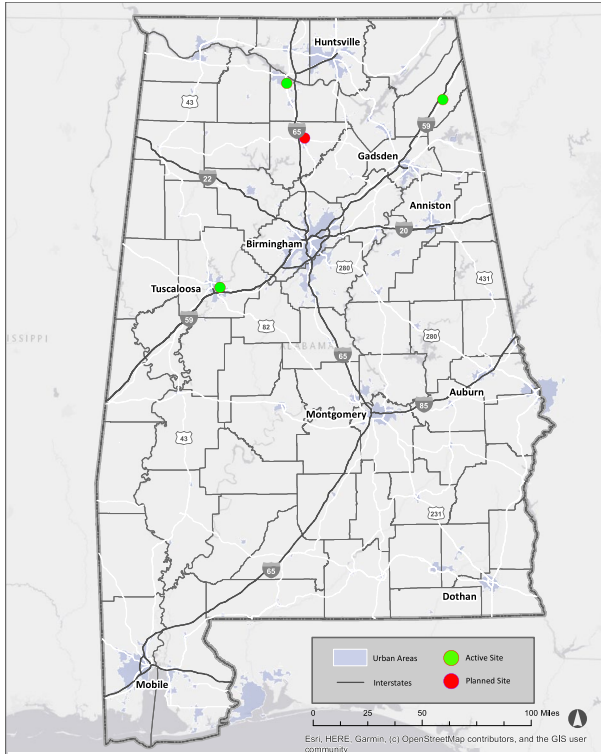 Huntsville
43
65
59
Gadsden
22
Anniston
20
Birmingham
280
431
Tuscaloosa
59
82
280
ISSIPPI
ALABAMA
65
Auburn
85
Montgomery
43
231
65
Dothan
Mobile
Urban Areas
Active Site
Interstates
Planned Site
0 25 50 100 Miles
Esri, HERE, Garmin, (c) OpenStreetMap contributors, and the GIS user
community